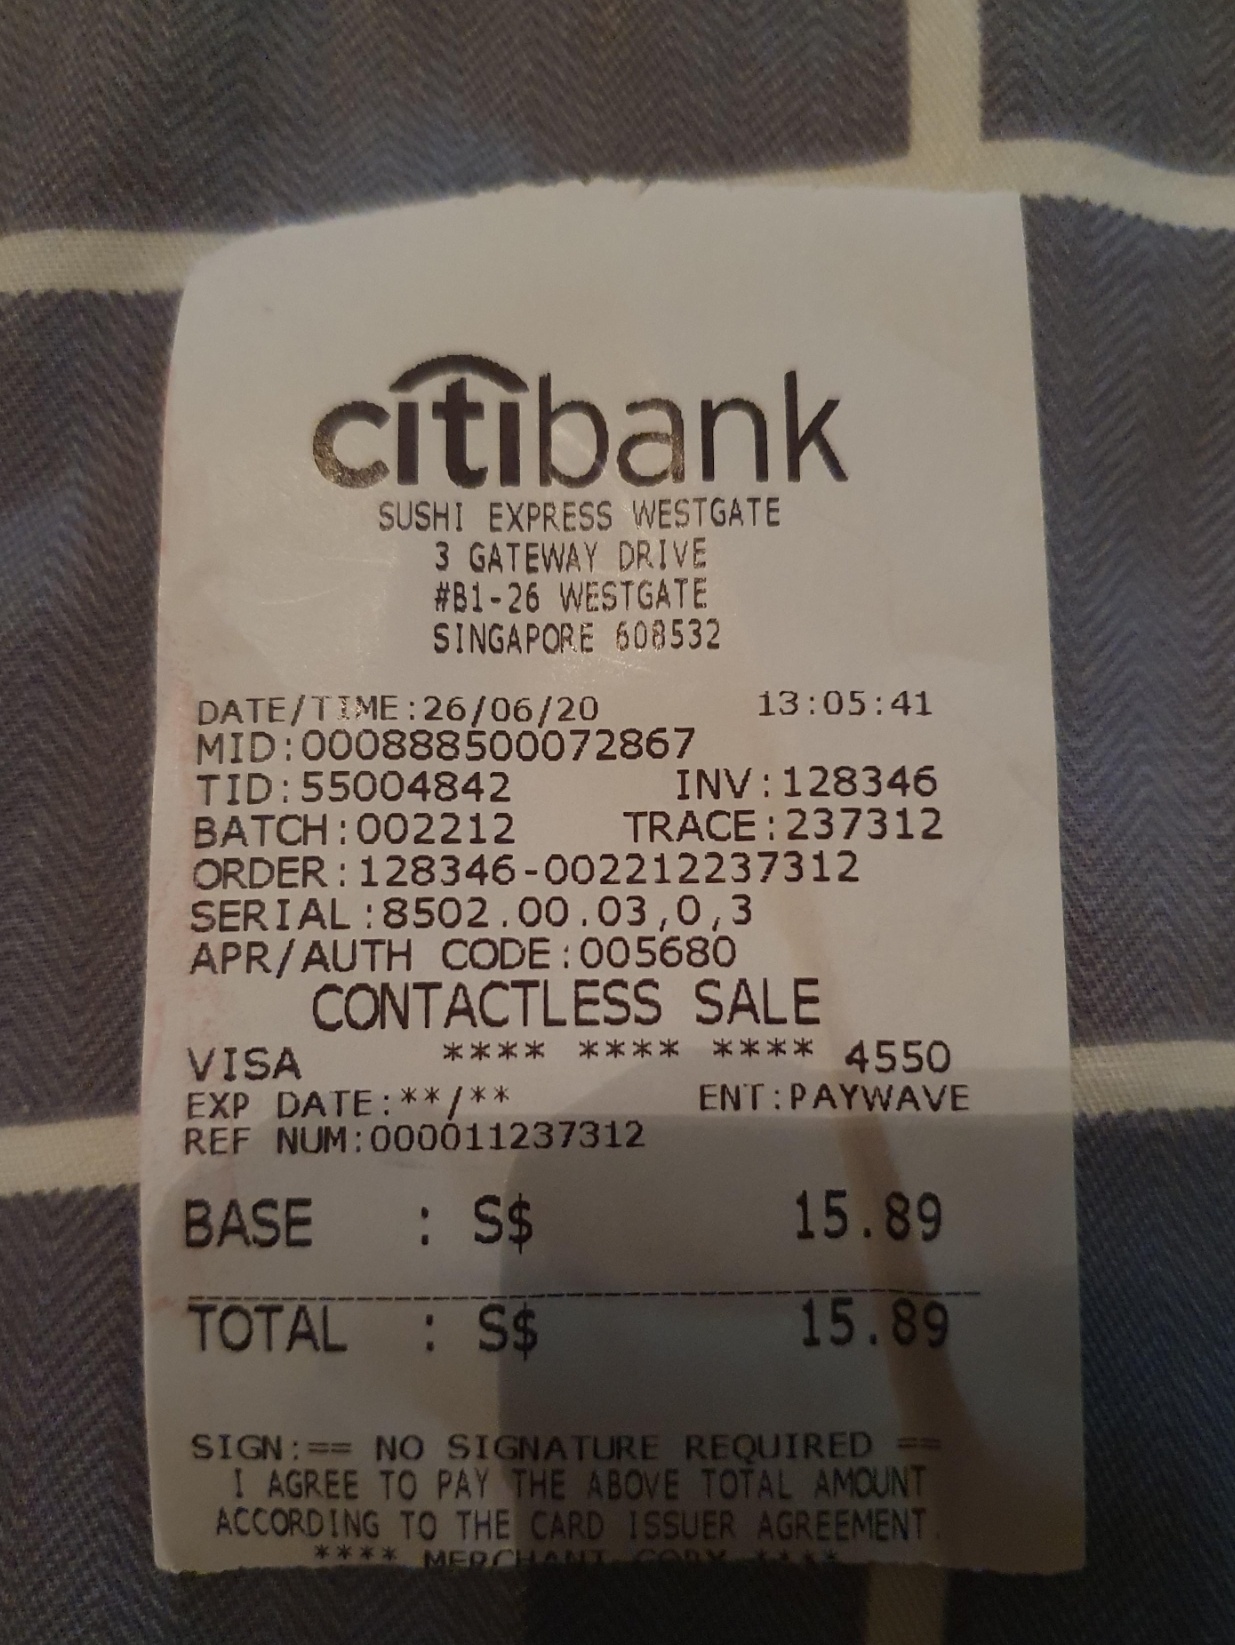 citibank
SUSHI EXPRESS WESTGATE
3 GATEWAY DRIVE
#B1-26 WESTGATE
SINGAPORE 608532
DATE/TIME:26/06/20 13:05:41
MID:000888500072867
TID:55004842 INV:128346
BATCH:002212 TRACE:237312
ORDER:128346-002212237312
SERIAL:8502.00.03,0,3
APR/AUTH CODE:005680
CONTACTLESS SALE
VISA **** **** **** 4550
EXP DATE:**/** ENT:PAYWAVE
REF NUM:000011237312
BASE : S$ 15.89
TOTAL : S$ 15.89
SIGN:== NO SIGNATURE REQUIRED ==
I AGREE TO PAY THE ABOVE TOTAL AMOUNT
ACCORDING TO THE CARD ISSUER AGREEMENT.
**** MERCHANT COPY ****